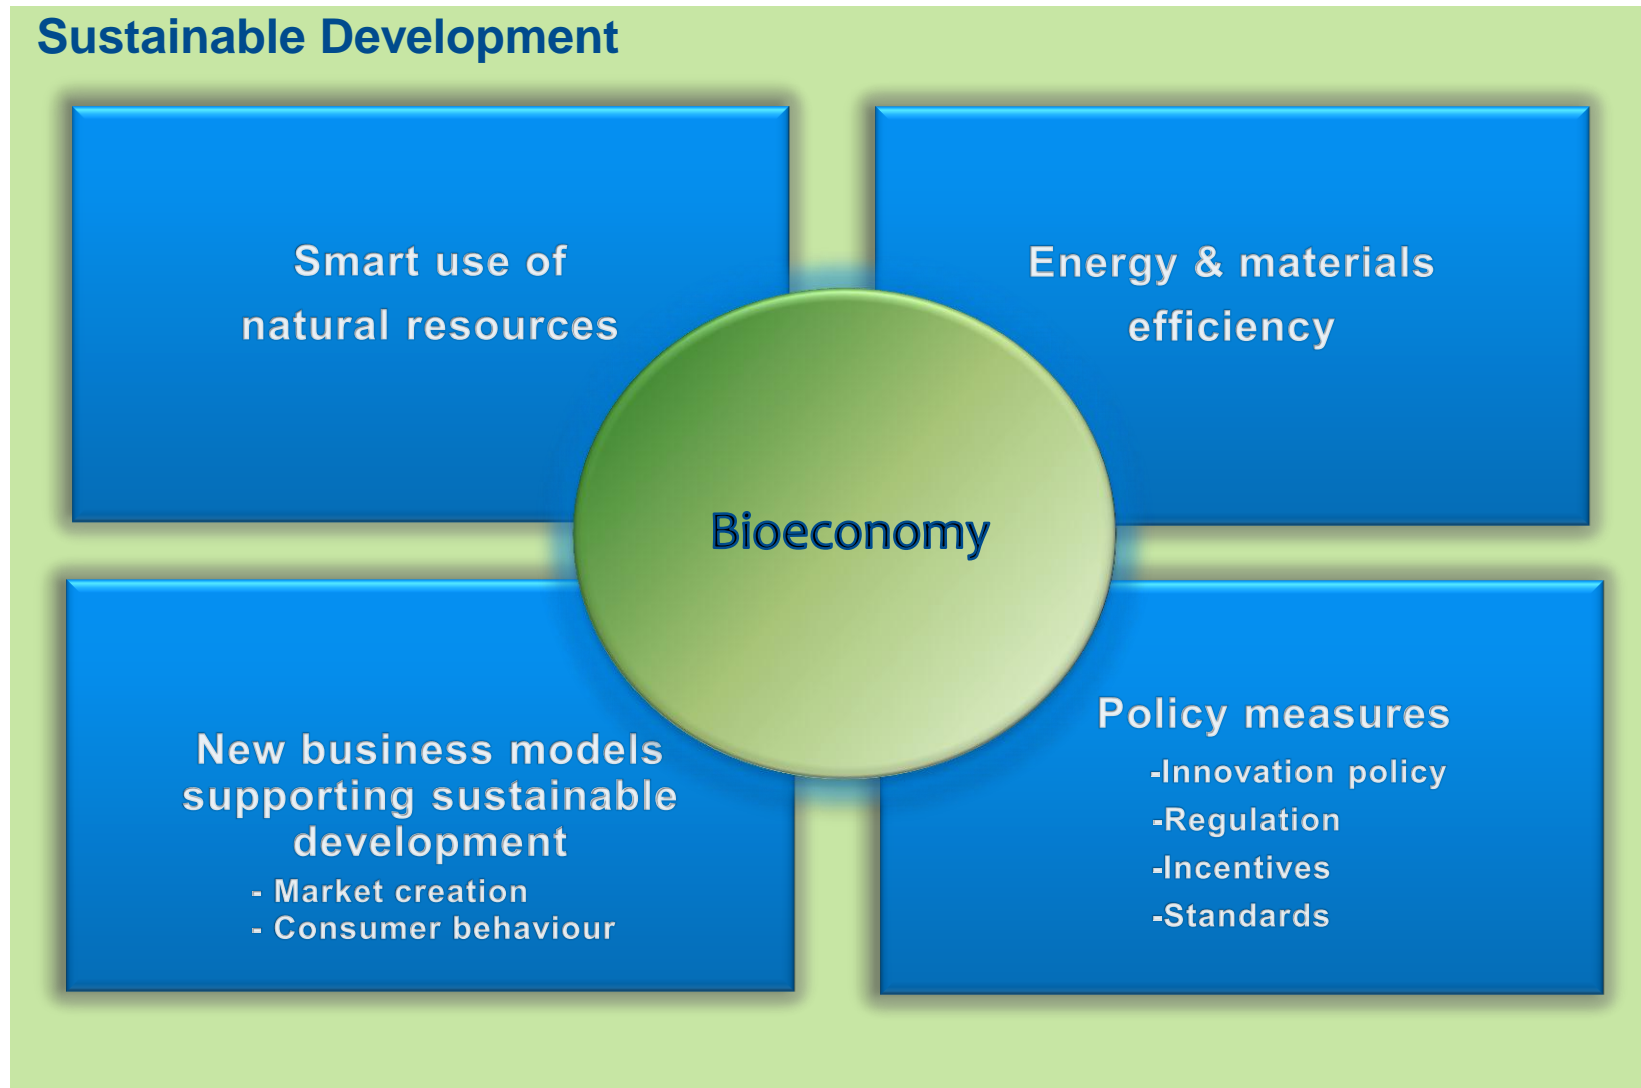 Sustainable Development
Smart use of
natural resources
Energy & materials
efficiency
Bioeconomy
New business models
supporting sustainable
development
- Market creation
- Consumer behaviour
Policy measures
-Innovation policy
-Regulation
-Incentives
-Standards